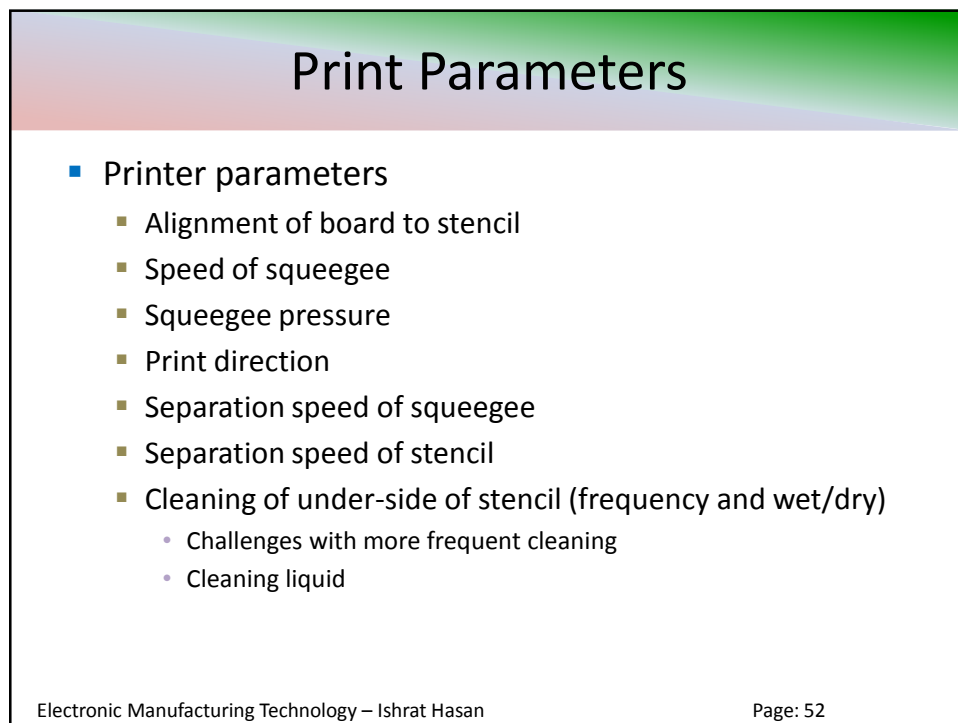 Print Parameters
Printer parameters
Alignment of board to stencil
Speed of squeegee
Squeegee pressure
Print direction
Separation speed of squeegee
Separation speed of stencil
Cleaning of under-side of stencil (frequency and wet/dry)
Challenges with more frequent cleaning
Cleaning liquid
Electronic Manufacturing Technology – Ishrat Hasan Page: 52